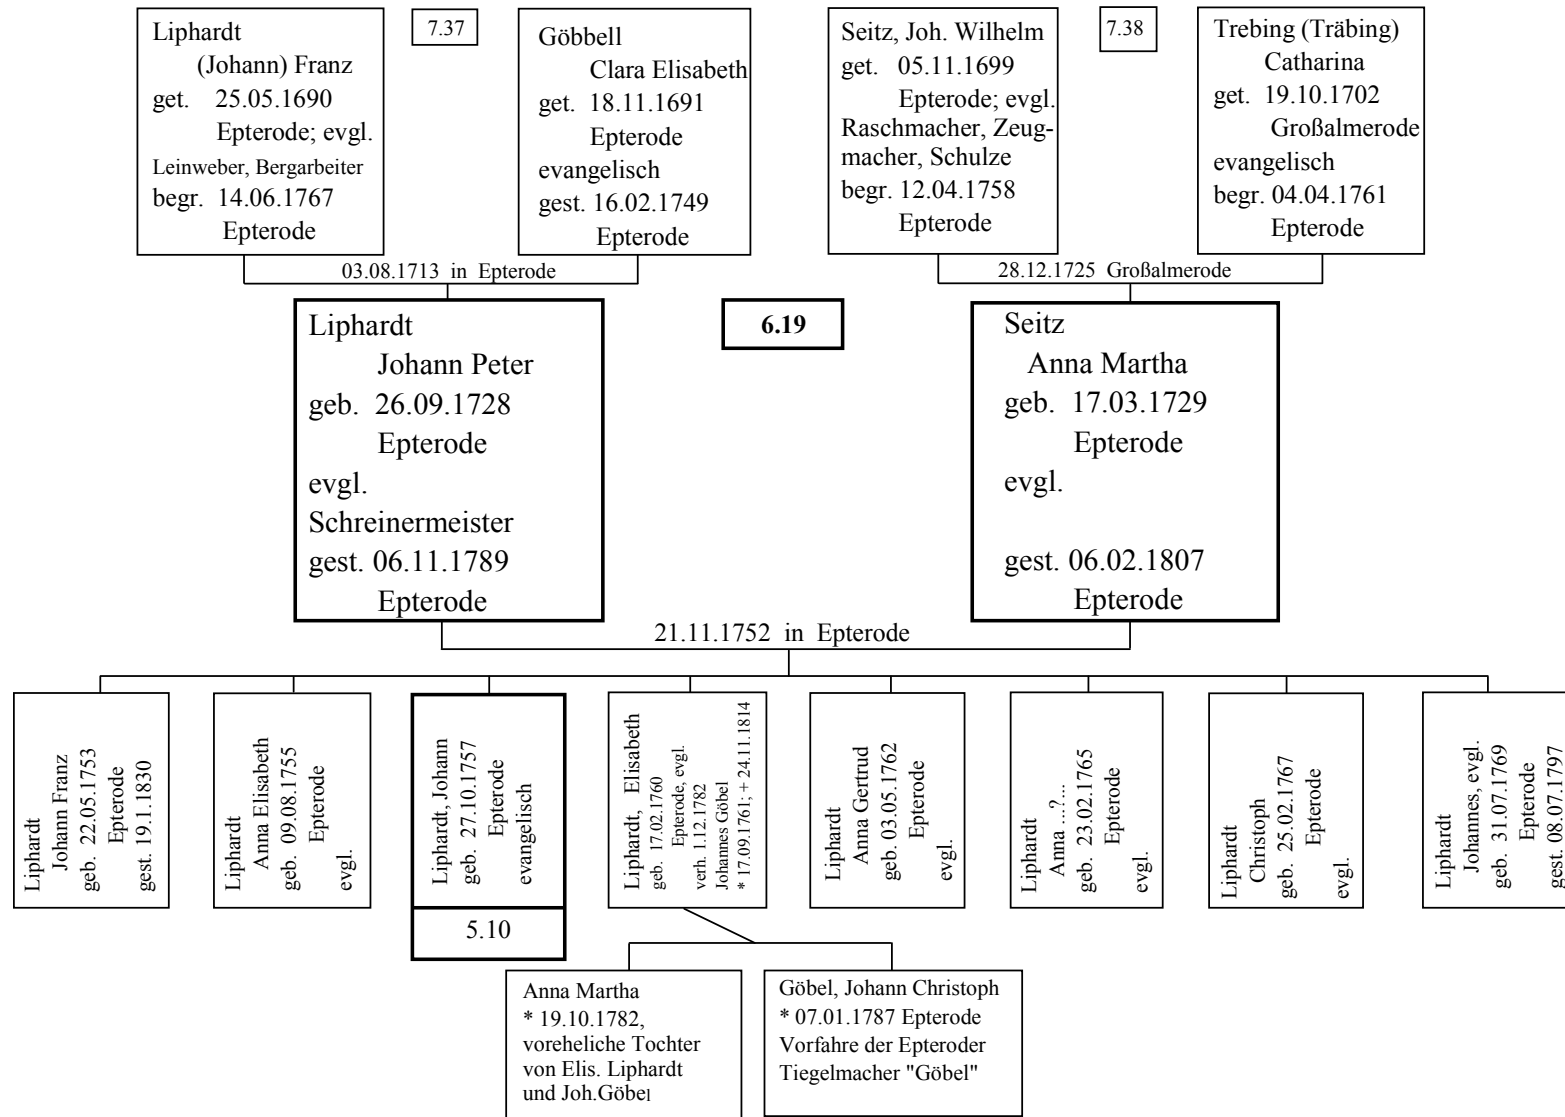 Liphardt
(Johann) Franz
get. 25.05.1690
Epterode; evgl.
Leinweber, Bergarbeiter
begr. 14.06.1767
Epterode
7.37
Göbbell
Clara Elisabeth
get. 18.11.1691
Epterode
evangelisch
gest. 16.02.1749
Epterode
Seitz, Joh. Wilhelm
get. 05.11.1699
Epterode; evgl.
Raschmacher, Zeug-
macher, Schulze
begr. 12.04.1758
Epterode
7.38
Trebing (Träbing)
Catharina
get. 19.10.1702
Großalmerode
evangelisch
begr. 04.04.1761
Epterode
03.08.1713 in Epterode
28.12.1725 Großalmerode
Liphardt
Johann Peter
geb. 26.09.1728
Epterode
evgl.
Schreinermeister
gest. 06.11.1789
Epterode
6.19
Seitz
Anna Martha
geb. 17.03.1729
Epterode
evgl.
gest. 06.02.1807
Epterode
21.11.1752 in Epterode
Liphardt
Johann Franz
geb. 22.05.1753
Epterode
gest. 19.1.1830
Liphardt
Anna Elisabeth
geb. 09.08.1755
Epterode
evgl.
Liphardt, Johann
geb. 27.10.1757
Epterode
evangelisch
5.10
Liphardt, Elisabeth
geb. 17.02.1760
Epterode, evgl.
verh. 1.12.1782
Johannes Göbel
* 17.09.1761; + 24.11.1814
Liphardt
Anna Gertrud
geb. 03.05.1762
Epterode
evgl.
Liphardt
Anna ...?...
geb. 23.02.1765
Epterode
evgl.
Liphardt
Christoph
geb. 25.02.1767
Epterode
evgl.
Liphardt
Johannes, evgl.
geb. 31.07.1769
Epterode
gest. 08.07.1797
Anna Martha
* 19.10.1782,
voreheliche Tochter
von Elis. Liphardt
und Joh.Göbel
Göbel, Johann Christoph
* 07.01.1787 Epterode
Vorfahre der Epteroder
Tiegelmacher "Göbel"